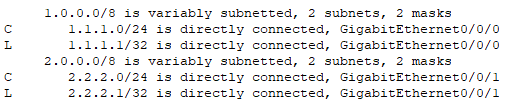 1.0.0.0/8 is variably subnetted, 2 subnets, 2 masks
C 1.1.1.0/24 is directly connected, GigabitEthernet0/0/0
L 1.1.1.1/32 is directly connected, GigabitEthernet0/0/0
2.0.0.0/8 is variably subnetted, 2 subnets, 2 masks
C 2.2.2.0/24 is directly connected, GigabitEthernet0/0/1
L 2.2.2.1/32 is directly connected, GigabitEthernet0/0/1